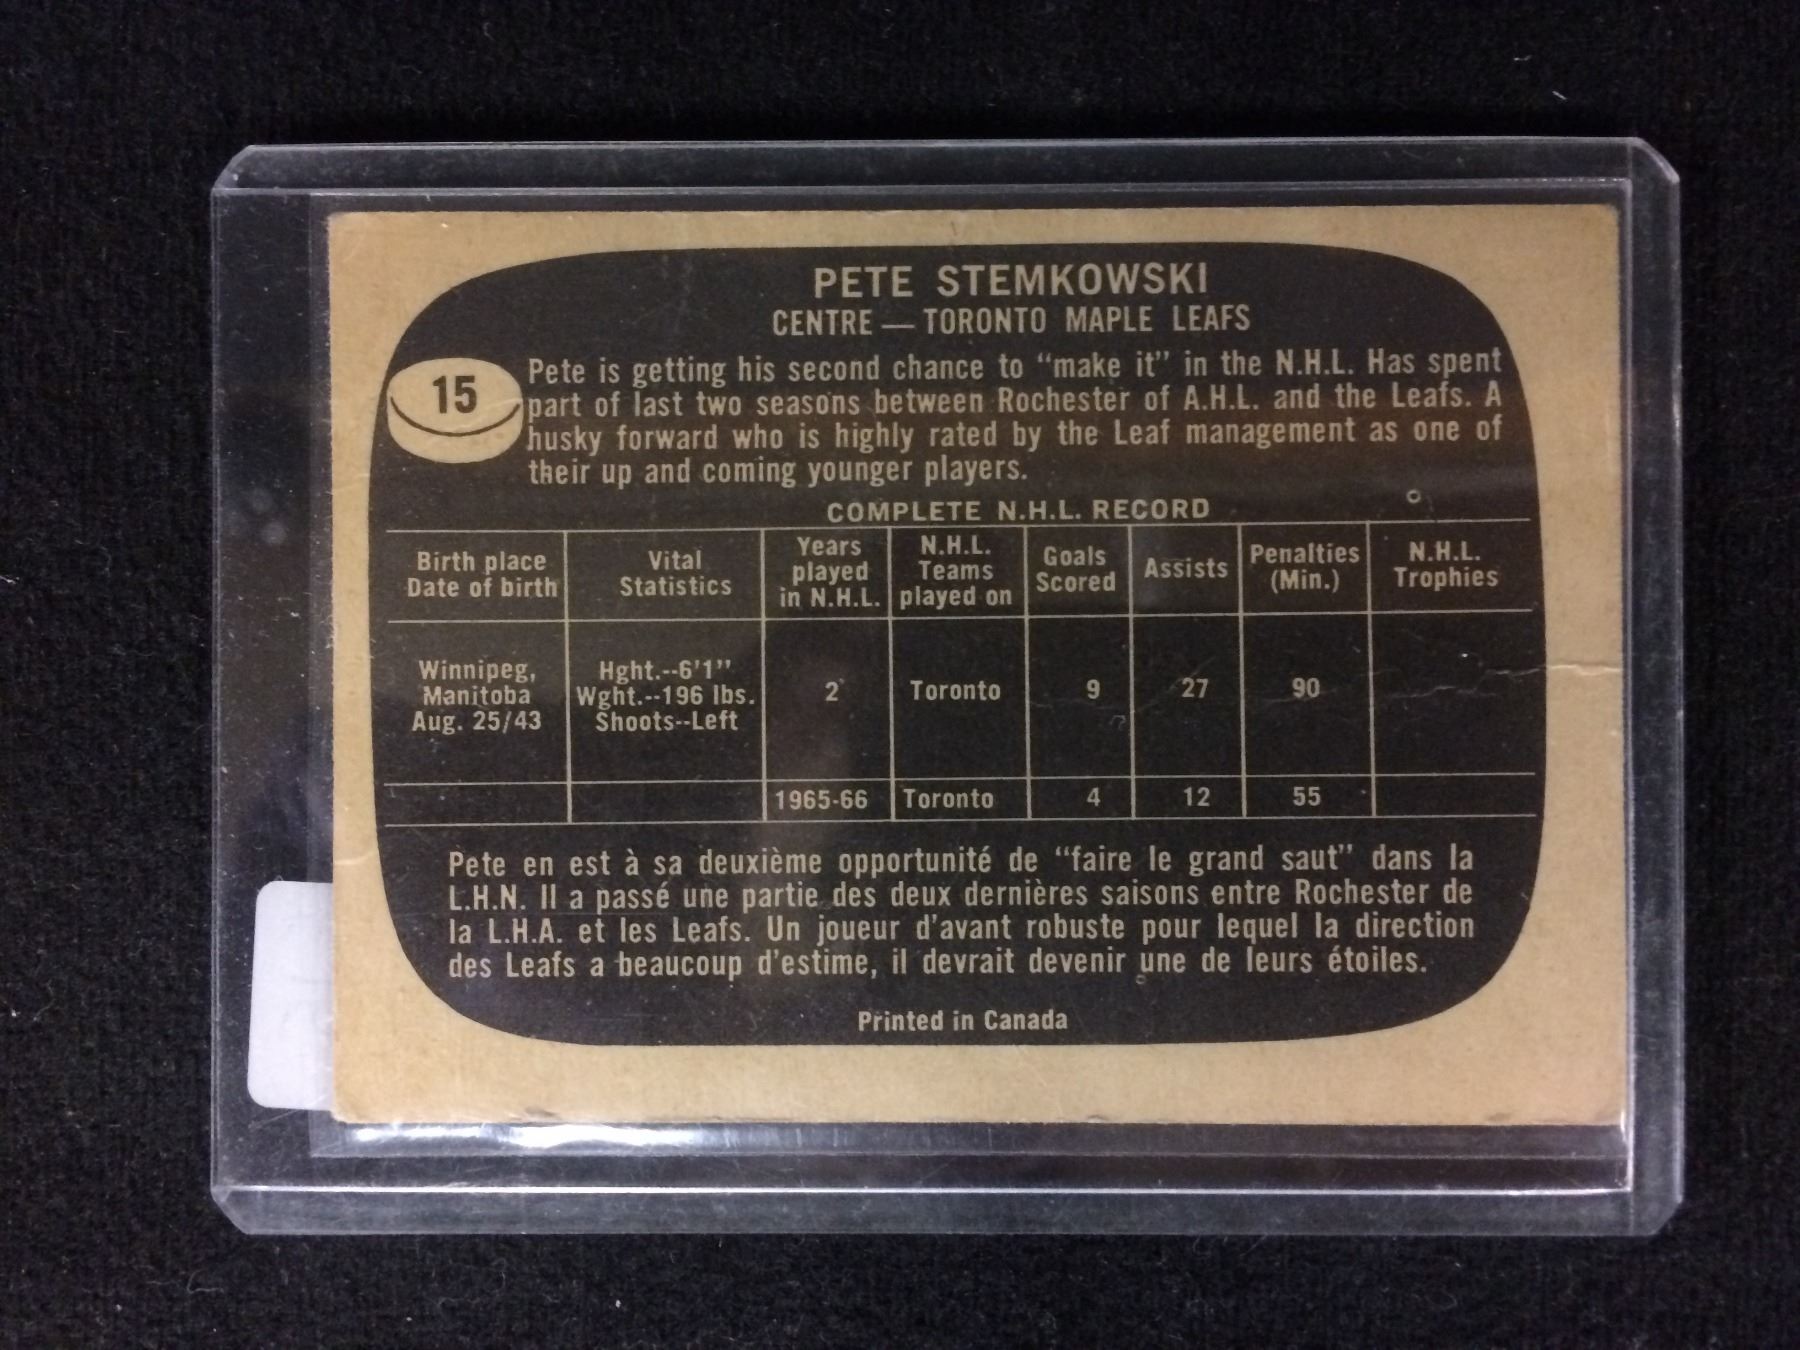 PETE STEMKOWSKI
CENTRE — TORONTO MAPLE LEAFS
15
Pete is getting his second chance to "make it" in the N.H.L. Has spent
part of last two seasons between Rochester of A.H.L. and the Leafs. A
husky forward who is highly rated by the Leaf management as one of
their up and coming younger players.
COMPLETE N.H.L. RECORD
Birth place
Date of birth
Vital
Statistics
Years
played
in N.H.L.
N.H.L.
Teams
played on
Goals
Scored
Assists
Penalties
(Min.)
N.H.L.
Trophies
Winnipeg,
Manitoba
Aug. 25/43
Hght.--6'1"
Wght.--196 lbs.
Shoots--Left
2
Toronto
9
27
90
1965-66
Toronto
4
12
55
Pete en est à sa deuxième opportunité de "faire le grand saut" dans la
L.H.N. Il a passé une partie des deux dernières saisons entre Rochester de
la L.H.A. et les Leafs. Un joueur d'avant robuste pour lequel la direction
des Leafs a beaucoup d'estime, il devrait devenir une de leurs étoiles.
Printed in Canada